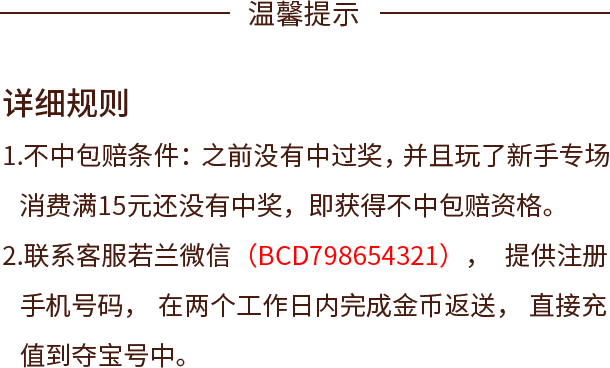 温馨提示
详细规则
1.不中包赔条件：之前没有中过奖，并且玩了新手专场
消费满15元还没有中奖，即获得不中包赔资格。
2.联系客服若兰微信（BCD798654321）， 提供注册
手机号码， 在两个工作日内完成金币返送， 直接充
值到夺宝号中。